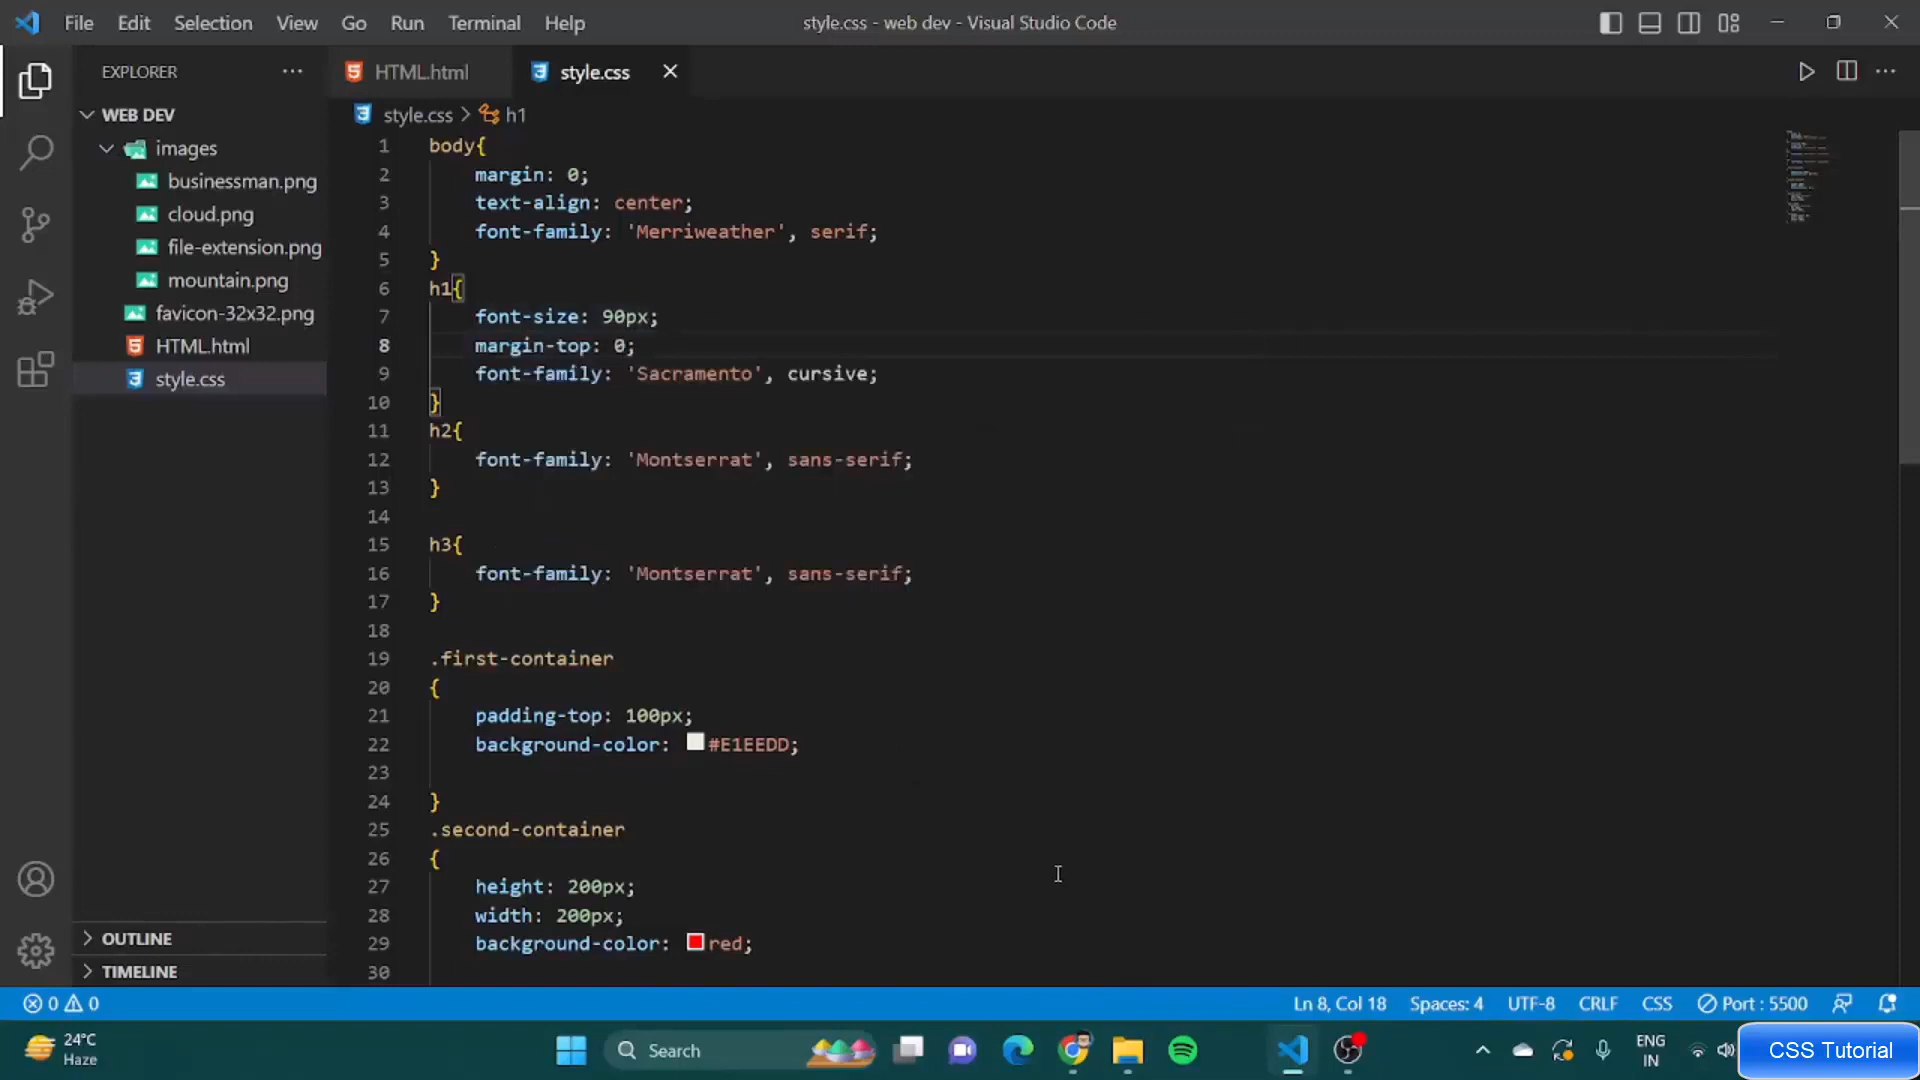 File Edit Selection View Go Run Terminal Help
style.css - web dev - Visual Studio Code
EXPLORER
HTML.html
style.css
WEB DEV
images
businessman.png
cloud.png
file-extension.png
mountain.png
favicon-32x32.png
HTML.html
style.css
OUTLINE
TIMELINE
style.css > h1
1 body{
2 margin: 0;
3 text-align: center;
4 font-family: 'Merriweather', serif;
5 }
6 h1{
7 font-size: 90px;
8 margin-top: 0;
9 font-family: 'Sacramento', cursive;
10 }
11 h2{
12 font-family: 'Montserrat', sans-serif;
13 }
14
15 h3{
16 font-family: 'Montserrat', sans-serif;
17 }
18
19 .first-container
20 {
21 padding-top: 100px;
22 background-color: #E1EEDD;
23
24 }
25 .second-container
26 {
27 height: 200px;
28 width: 200px;
29 background-color: red;
30
0 0 Ln 8, Col 18 Spaces: 4 UTF-8 CRLF CSS Port : 5500
24°C
Haze
Search
ENG
IN
CSS Tutorial